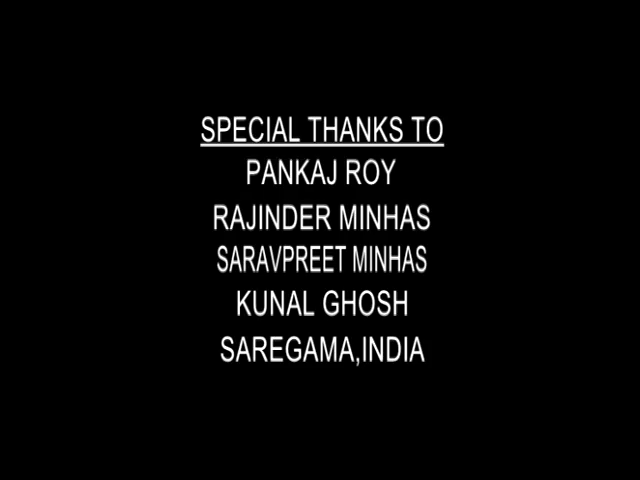 SPECIAL THANKS TO
PANKAJ ROY
RAJINDER MINHAS
SARAVPREET MINHAS
KUNAL GHOSH
SAREGAMA,INDIA